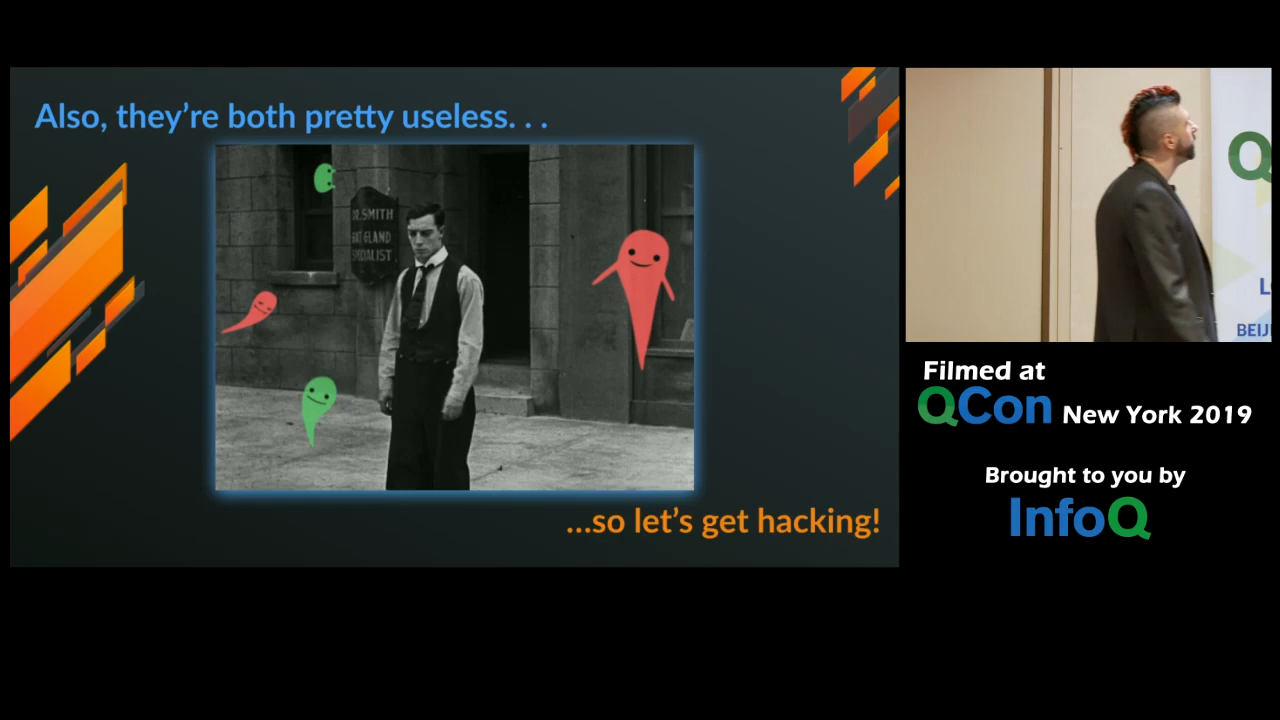 Also, they're both pretty useless. . .
DR. SMITH
GLAND
SPECIALIST
...so let's get hacking!
Q
L
BEIJ
Filmed at
QCon New York 2019
Brought to you by
InfoQ